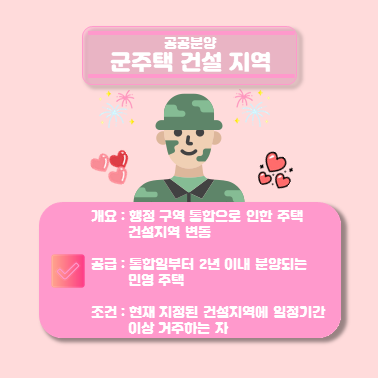 공공분양
군주택 건설 지역
개요 : 행정 구역 통합으로 인한 주택
건설지역 변동
공급 : 통합일부터 2년 이내 분양되는
민영 주택
조건 : 현재 지정된 건설지역에 일정기간
이상 거주하는 자